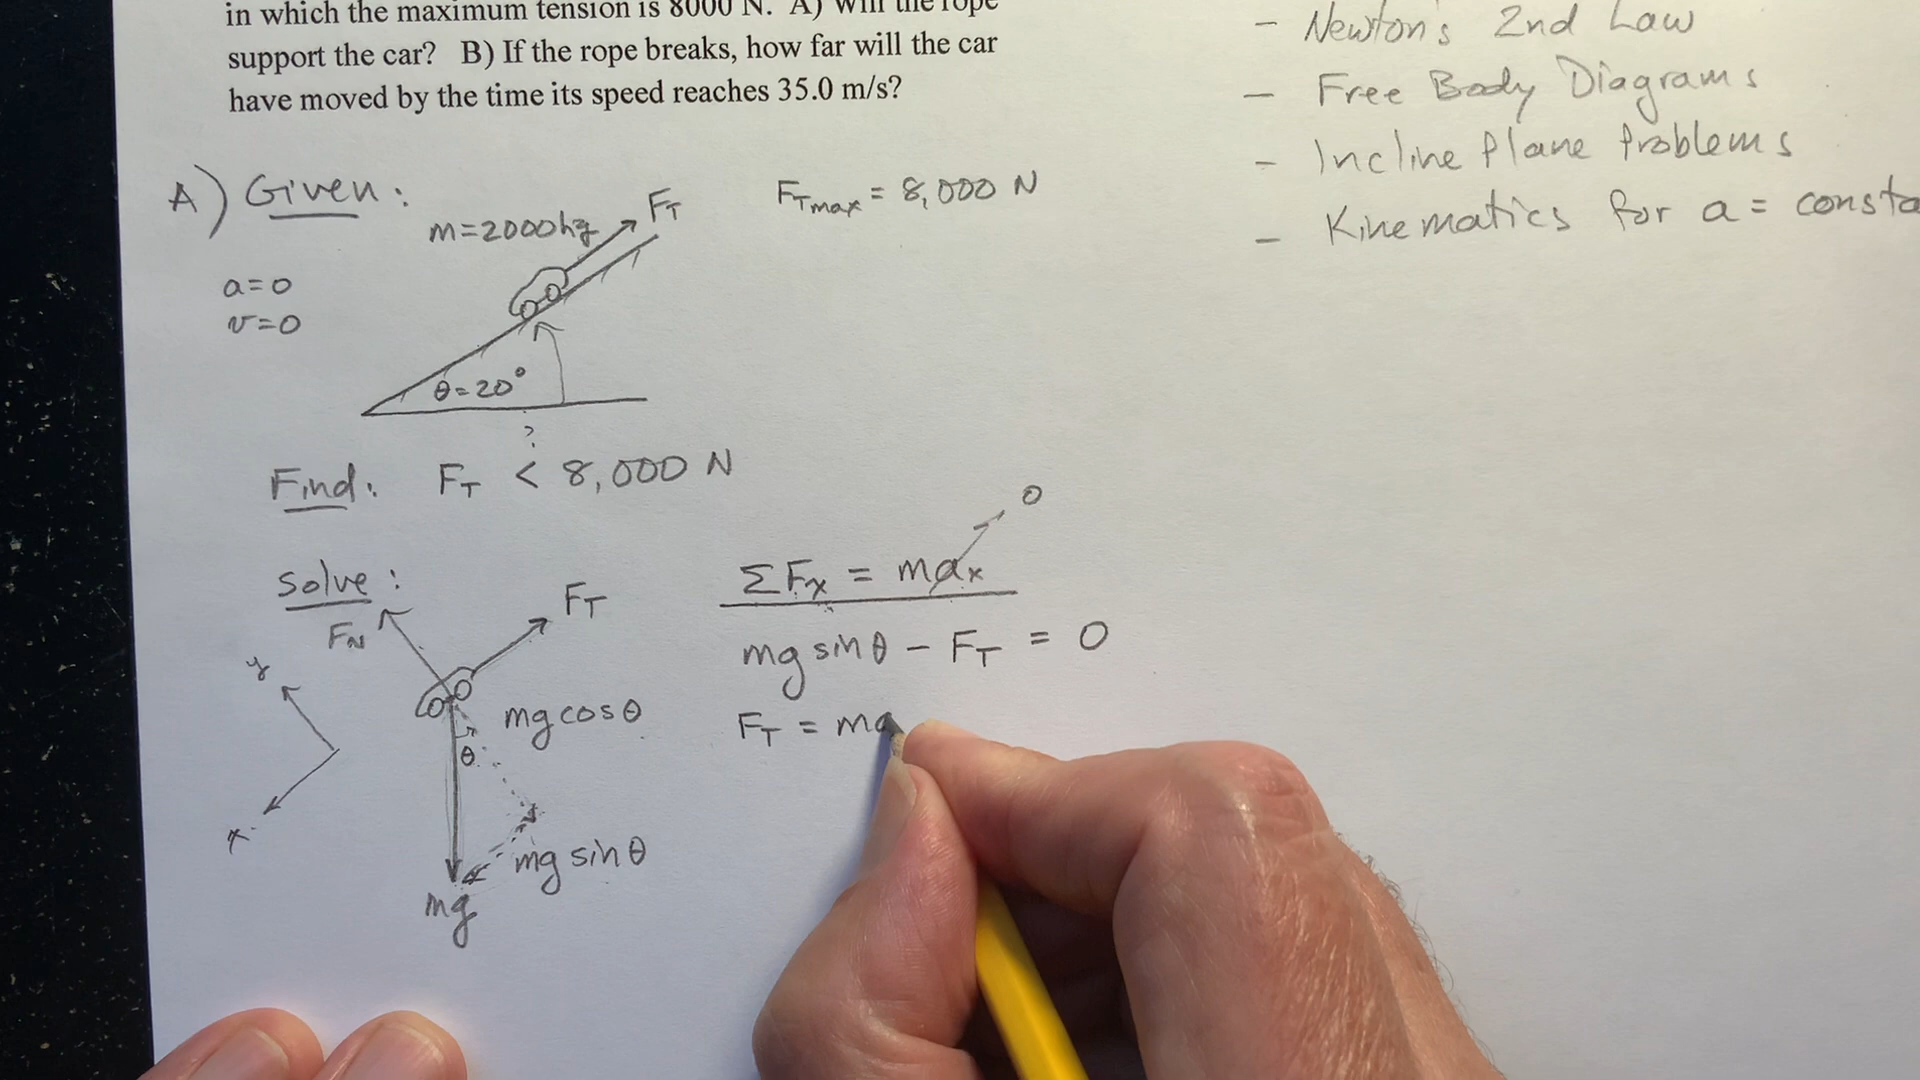 in which the maximum tension is 8000 N. A) Will the rope
support the car? B) If the rope breaks, how far will the car
have moved by the time its speed reaches 35.0 m/s?
- Newton's 2nd Law
- Free Body Diagrams
- Incline Plane Problems
- Kinematics for a = consta
A) Given:
m=2000kg
FT
FTmax = 8,000 N
a=0
v=0
θ=20°
?
Find: FT < 8,000 N
Solve:
FN
FT
y
x
mg cos θ
θ
mg sin θ
mg
0
ΣFx = max
mg sin θ - FT = 0
FT = mg